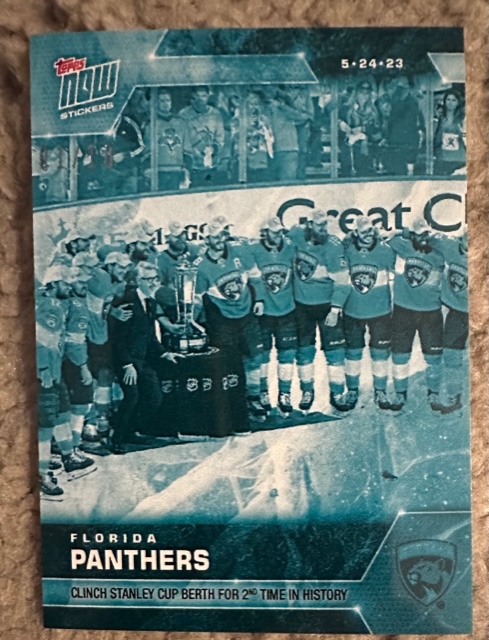 topps
NOW
STICKERS
5•24•23
Great C
FLORIDA
PANTHERS
CLINCH STANLEY CUP BERTH FOR 2ND TIME IN HISTORY